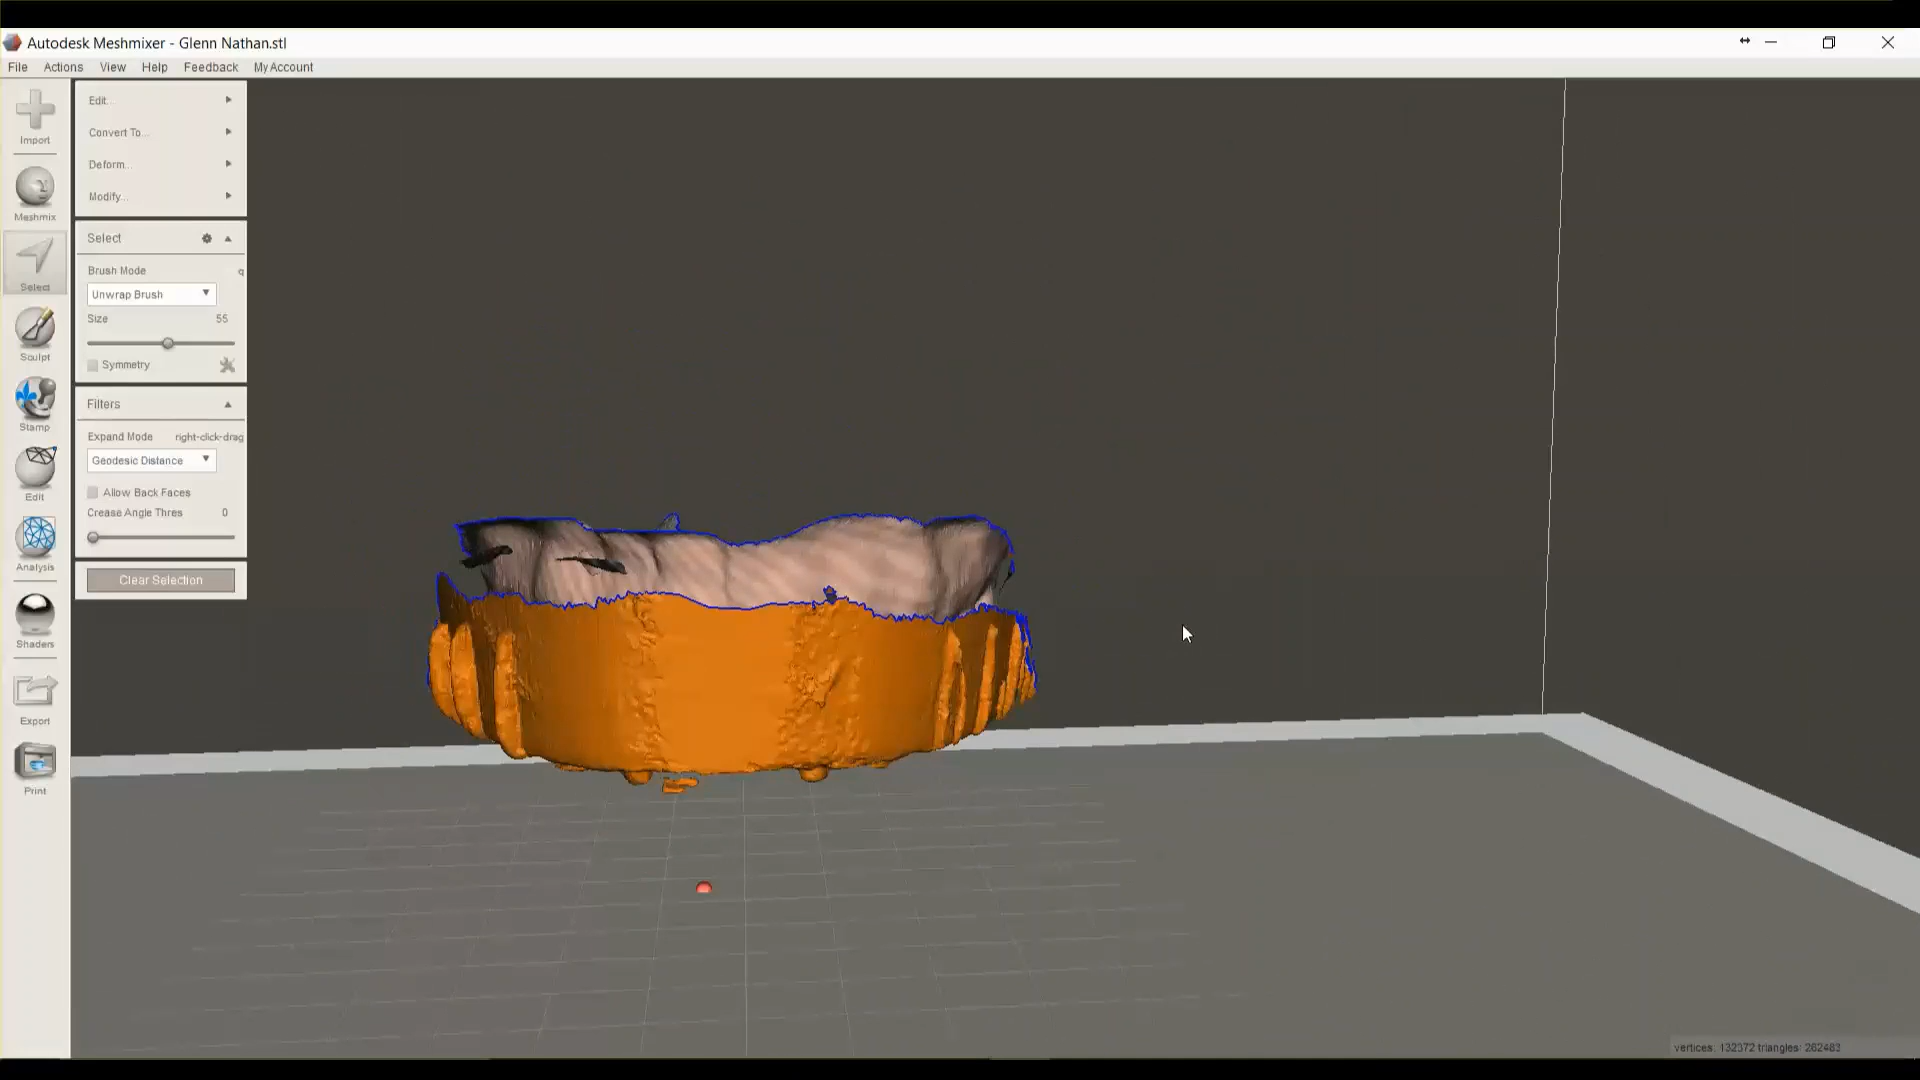 Autodesk Meshmixer - Glenn Nathan.stl
File Actions View Help Feedback My Account
Import
Meshmix
Select
Sculpt
Stamp
Edit
Analysis
Shaders
Export
Print
Edit...
Convert To...
Deform...
Modify...
Select
Brush Mode q
Unwrap Brush
Size 55
Symmetry
Filters
Expand Mode right-click-drag
Geodesic Distance
Allow Back Faces
Crease Angle Thres 0
Clear Selection
vertices: 132372 triangles: 262463